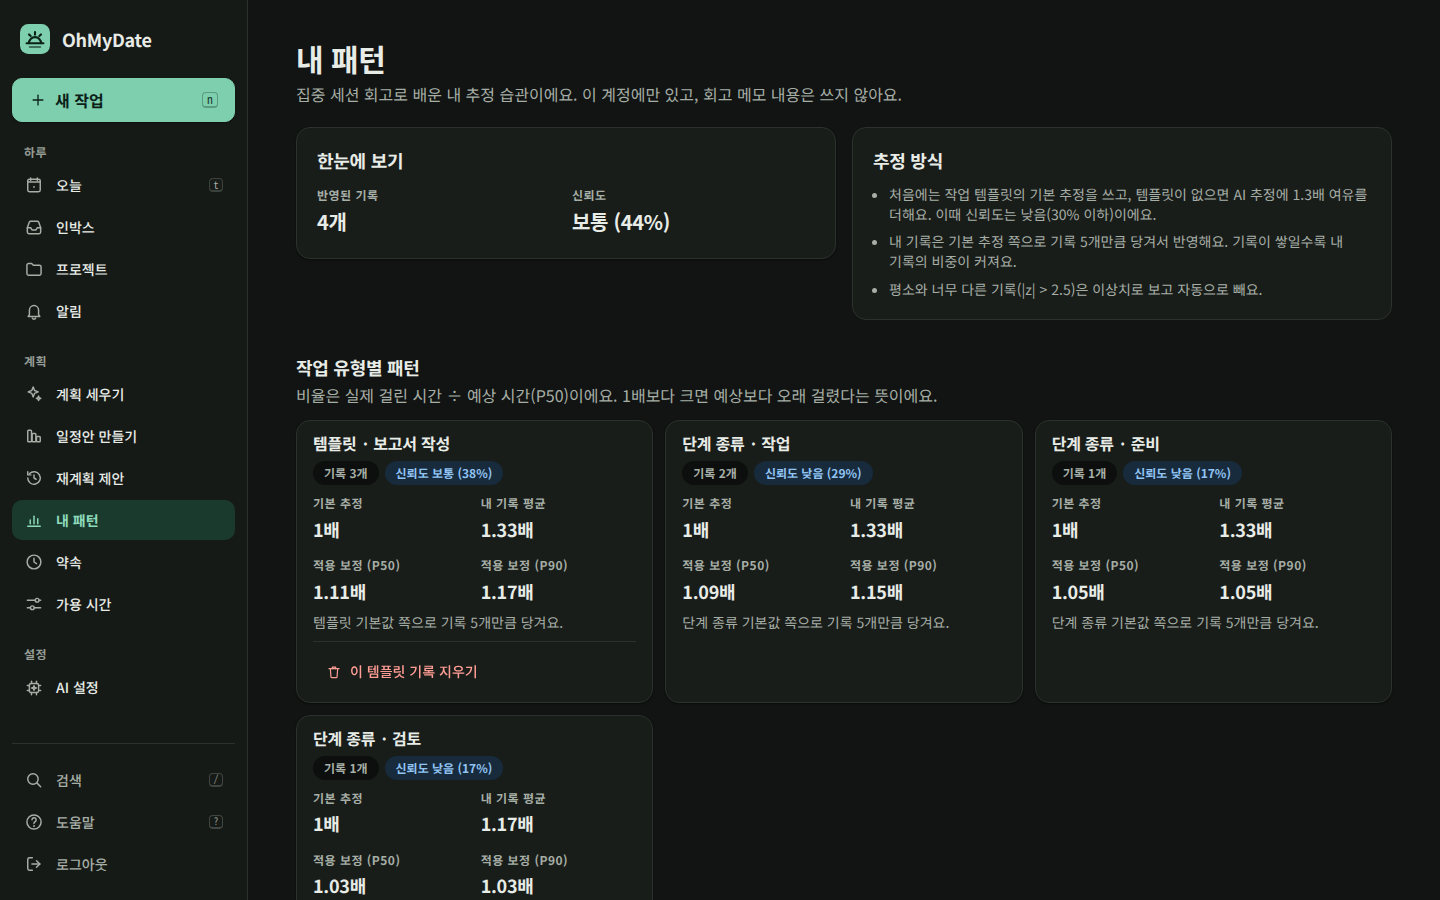 OhMyDate
새 작업
n
하루
오늘
t
인박스
프로젝트
알림
계획
계획 세우기
일정안 만들기
재계획 제안
내 패턴
약속
가용 시간
설정
AI 설정
검색
/
도움말
?
로그아웃
내 패턴
집중 세션 회고로 배운 내 추정 습관이에요. 이 계정에만 있고, 회고 메모 내용은 쓰지 않아요.
한눈에 보기
반영된 기록
4개
신뢰도
보통 (44%)
추정 방식
처음에는 작업 템플릿의 기본 추정을 쓰고, 템플릿이 없으면 AI 추정에 1.3배 여유를
더해요. 이때 신뢰도는 낮음(30% 이하)이에요.
내 기록은 기본 추정 쪽으로 기록 5개만큼 당겨서 반영해요. 기록이 쌓일수록 내
기록의 비중이 커져요.
평소와 너무 다른 기록(|z| > 2.5)은 이상치로 보고 자동으로 빼요.
작업 유형별 패턴
비율은 실제 걸린 시간 ÷ 예상 시간(P50)이에요. 1배보다 크면 예상보다 오래 걸렸다는 뜻이에요.
템플릿 · 보고서 작성
기록 3개
신뢰도 보통 (38%)
기본 추정
내 기록 평균
1배
1.33배
적용 보정 (P50)
적용 보정 (P90)
1.11배
1.17배
템플릿 기본값 쪽으로 기록 5개만큼 당겨요.
이 템플릿 기록 지우기
단계 종류 · 작업
기록 2개
신뢰도 낮음 (29%)
기본 추정
내 기록 평균
1배
1.33배
적용 보정 (P50)
적용 보정 (P90)
1.09배
1.15배
단계 종류 기본값 쪽으로 기록 5개만큼 당겨요.
단계 종류 · 준비
기록 1개
신뢰도 낮음 (17%)
기본 추정
내 기록 평균
1배
1.33배
적용 보정 (P50)
적용 보정 (P90)
1.05배
1.05배
단계 종류 기본값 쪽으로 기록 5개만큼 당겨요.
단계 종류 · 검토
기록 1개
신뢰도 낮음 (17%)
기본 추정
내 기록 평균
1배
1.17배
적용 보정 (P50)
적용 보정 (P90)
1.03배
1.03배